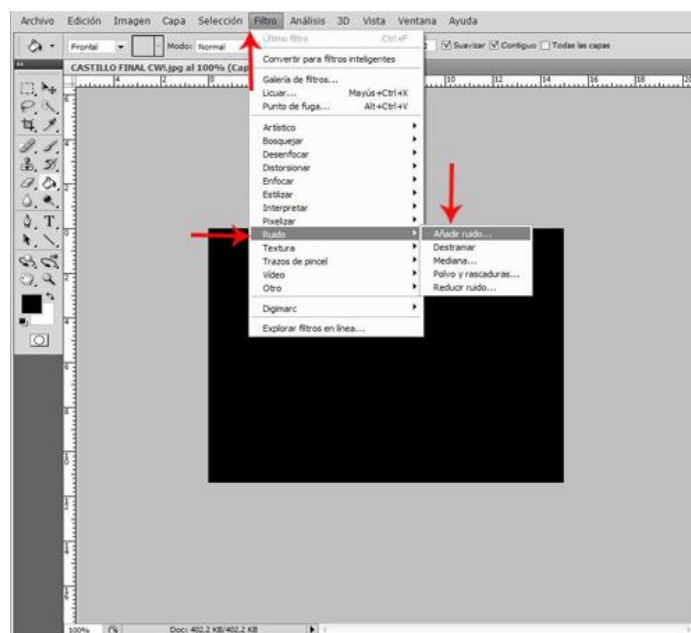 Archivo Edición Imagen Capa Selección Filtro Análisis 3D Vista Ventana Ayuda
Frontal Modo: Normal Suavizar Contiguo Todas las capas
CASTILLO FINAL CW!.jpg al 100% (Cap
Último filtro Ctrl+F
Convertir para filtros inteligentes
Galería de filtros...
Licuar... Mayús+Ctrl+X
Punto de fuga... Alt+Ctrl+V
Artístico
Bosquejar
Desenfocar
Distorsionar
Enfocar
Estilizar
Interpretar
Pixelizar
Ruido
Textura
Trazos de pincel
Vídeo
Otro
Digimarc
Explorar filtros en línea...
Añadir ruido...
Destramar
Mediana...
Polvo y rascaduras...
Reducir ruido...
100% Doc: 402,2 KB/402,2 KB